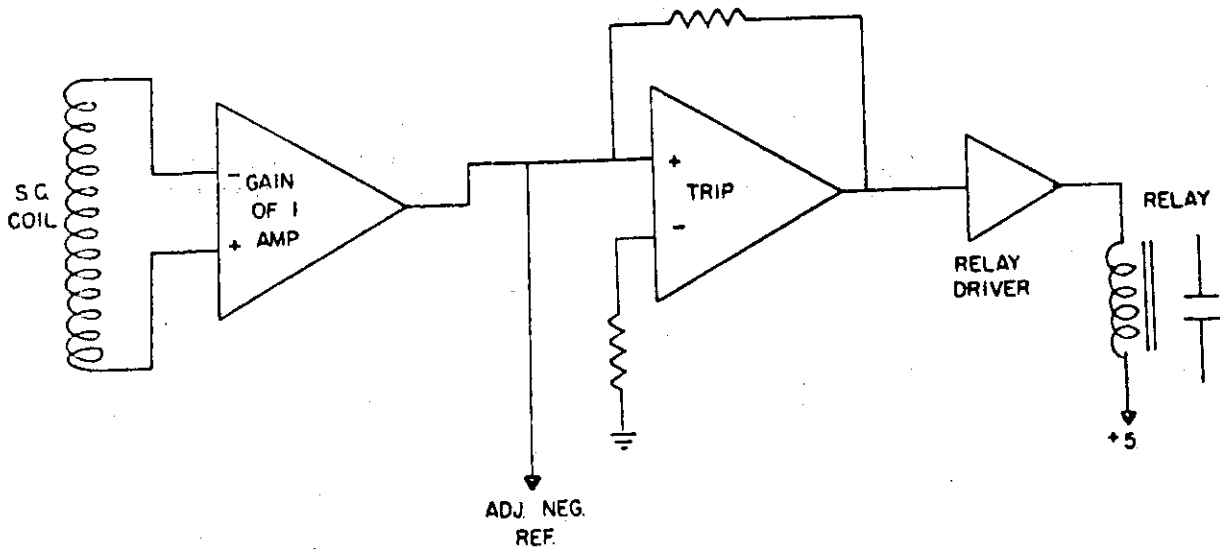 S.C.
COIL
-
GAIN
OF 1
AMP
+
+
TRIP
-
RELAY
DRIVER
RELAY
+5
ADJ. NEG.
REF.